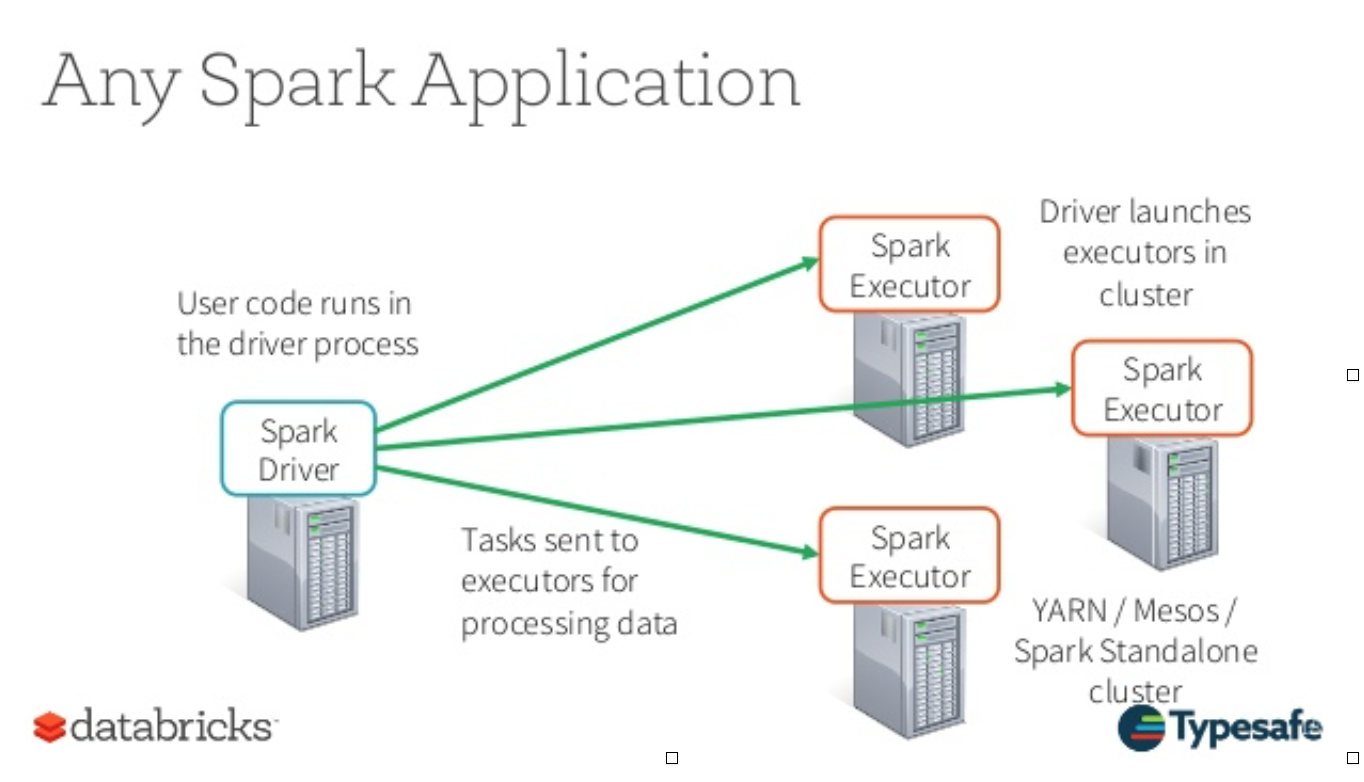 Any Spark Application
Driver launches
executors in
cluster
Spark
Executor
User code runs in
the driver process
Spark
Executor
Spark
Driver
Tasks sent to
executors for
processing data
Spark
Executor
YARN / Mesos /
Spark Standalone
cluster
databricks
Typesafe